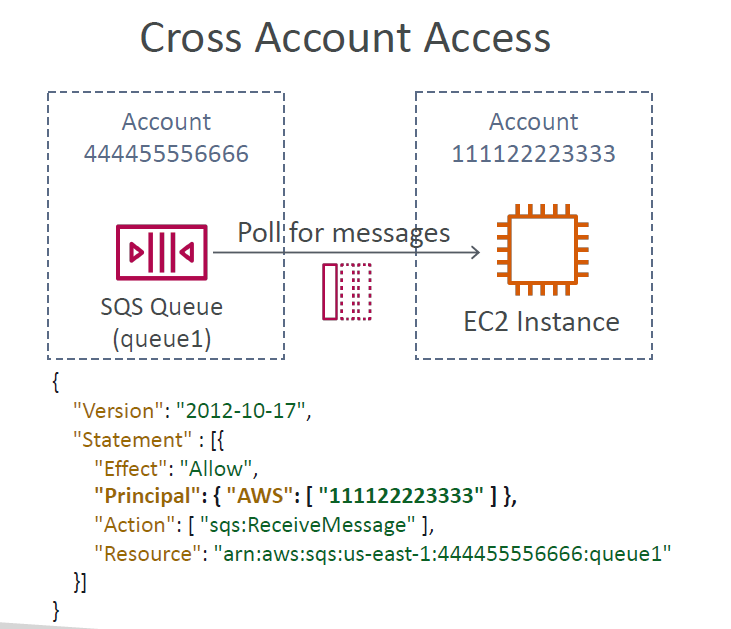 Cross Account Access
Account
444455556666
Account
111122223333
Poll for messages
SQS Queue
(queue1)
EC2 Instance
{
"Version": "2012-10-17",
"Statement" : [{
"Effect": "Allow",
"Principal": { "AWS": [ "111122223333" ] },
"Action": [ "sqs:ReceiveMessage" ],
"Resource": "arn:aws:sqs:us-east-1:444455556666:queue1"
}]
}